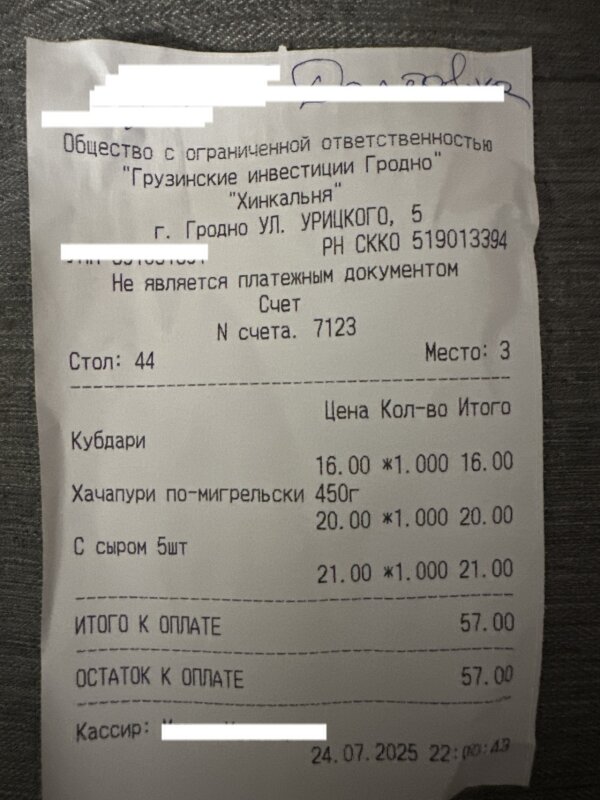 Общество с ограниченной ответственностью
"Грузинские инвестиции Гродно"
"Хинкальня"
г. Гродно УЛ. УРИЦКОГО, 5
РН СККО 519013394
Не является платежным документом
Счет
N счета. 7123
Стол: 44 Место: 3
Цена Кол-во Итого
Кубдари
16.00 *1.000 16.00
Хачапури по-мигрельски 450г
20.00 *1.000 20.00
С сыром 5шт
21.00 *1.000 21.00
ИТОГО К ОПЛАТЕ 57.00
ОСТАТОК К ОПЛАТЕ 57.00
Кассир:
24.07.2025